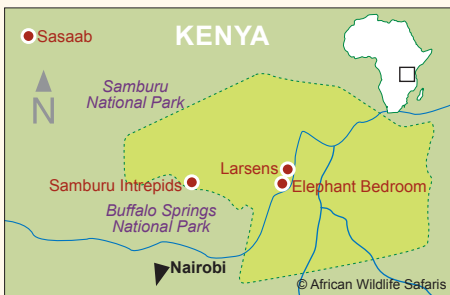 KENYA
Sasaab
N
Samburu
National Park
Larsens
Samburu Intrepids
Elephant Bedroom
Buffalo Springs
National Park
Nairobi
© African Wildlife Safaris